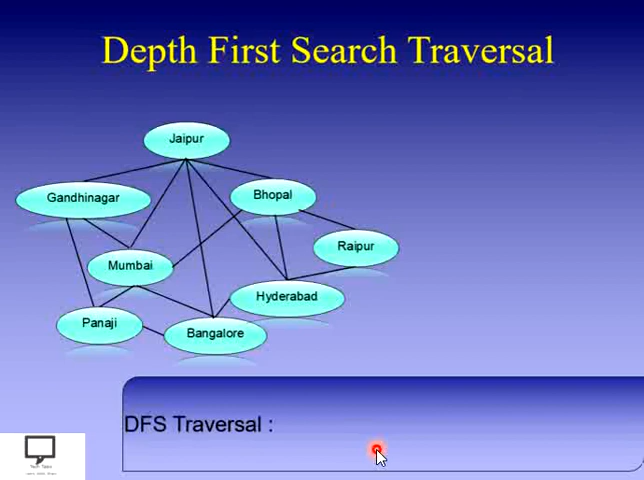 Depth First Search Traversal
Jaipur
Gandhinagar
Bhopal
Raipur
Mumbai
Hyderabad
Panaji
Bangalore
DFS Traversal :